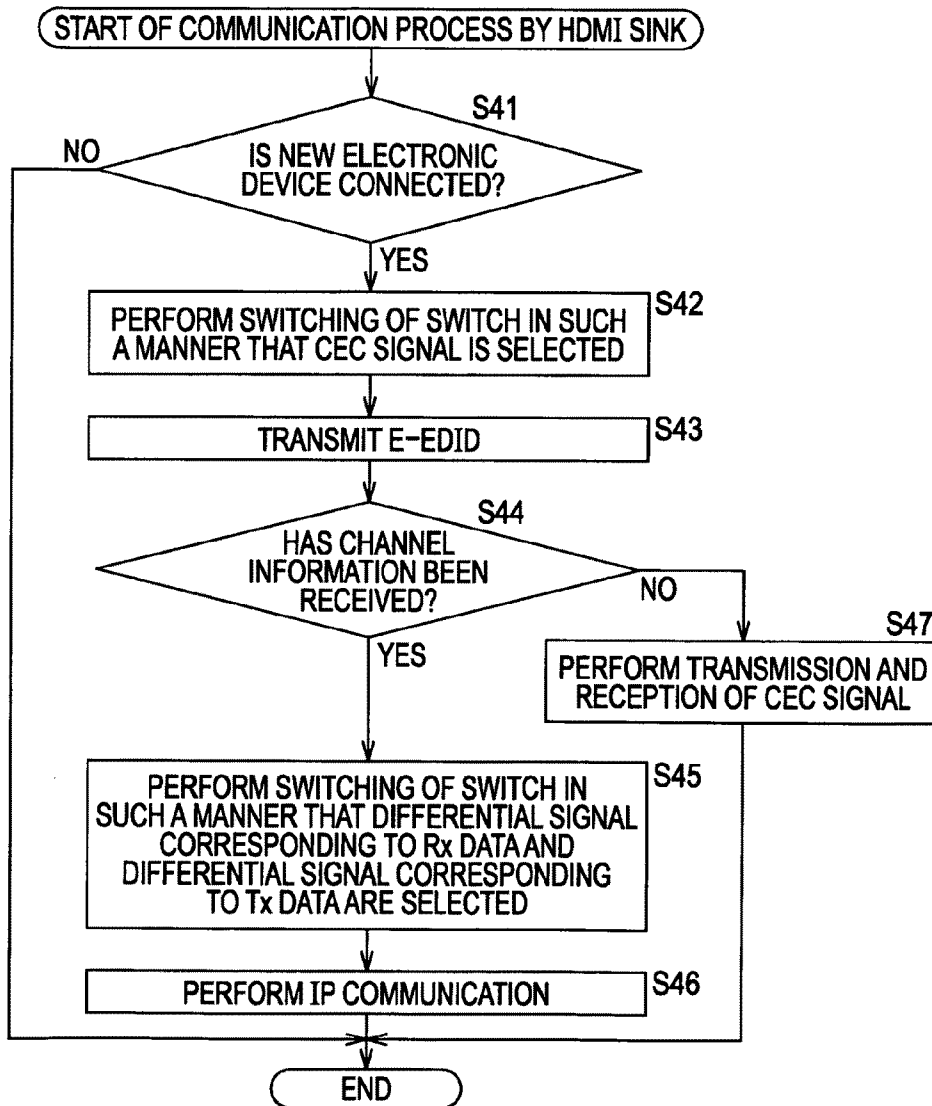 START OF COMMUNICATION PROCESS BY HDMI SINK
S41
NO
IS NEW ELECTRONIC
DEVICE CONNECTED?
YES
S42
PERFORM SWITCHING OF SWITCH IN SUCH
A MANNER THAT CEC SIGNAL IS SELECTED
S43
TRANSMIT E-EDID
S44
HAS CHANNEL
INFORMATION BEEN
RECEIVED?
NO
YES
S47
PERFORM TRANSMISSION AND
RECEPTION OF CEC SIGNAL
S45
PERFORM SWITCHING OF SWITCH IN
SUCH A MANNER THAT DIFFERENTIAL SIGNAL
CORRESPONDING TO Rx DATA AND
DIFFERENTIAL SIGNAL CORRESPONDING
TO Tx DATA ARE SELECTED
S46
PERFORM IP COMMUNICATION
END